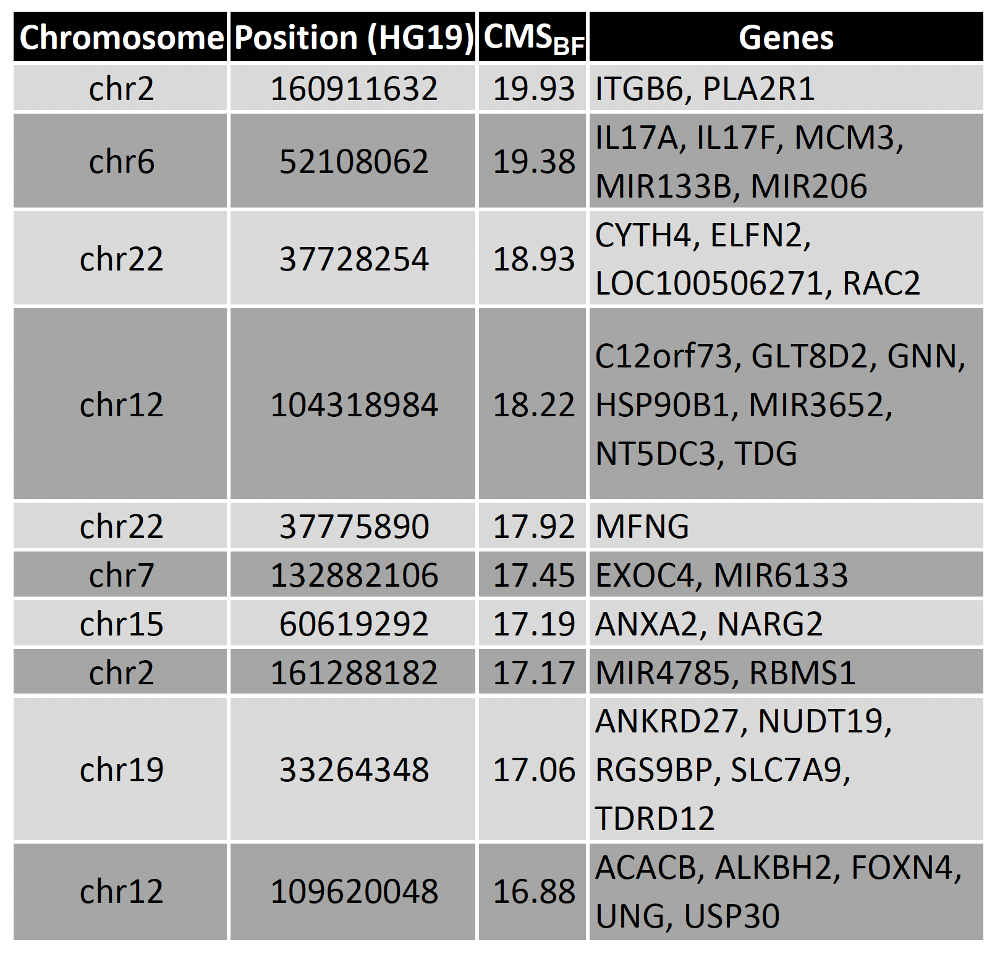 Chromosome Position (HG19) CMSBF Genes
chr2 160911632 19.93 ITGB6, PLA2R1
chr6 52108062 19.38 IL17A, IL17F, MCM3,
MIR133B, MIR206
chr22 37728254 18.93 CYTH4, ELFN2,
LOC100506271, RAC2
chr12 104318984 18.22 C12orf73, GLT8D2, GNN,
HSP90B1, MIR3652,
NT5DC3, TDG
chr22 37775890 17.92 MFNG
chr7 132882106 17.45 EXOC4, MIR6133
chr15 60619292 17.19 ANXA2, NARG2
chr2 161288182 17.17 MIR4785, RBMS1
chr19 33264348 17.06 ANKRD27, NUDT19,
RGS9BP, SLC7A9,
TDRD12
chr12 109620048 16.88 ACACB, ALKBH2, FOXN4,
UNG, USP30